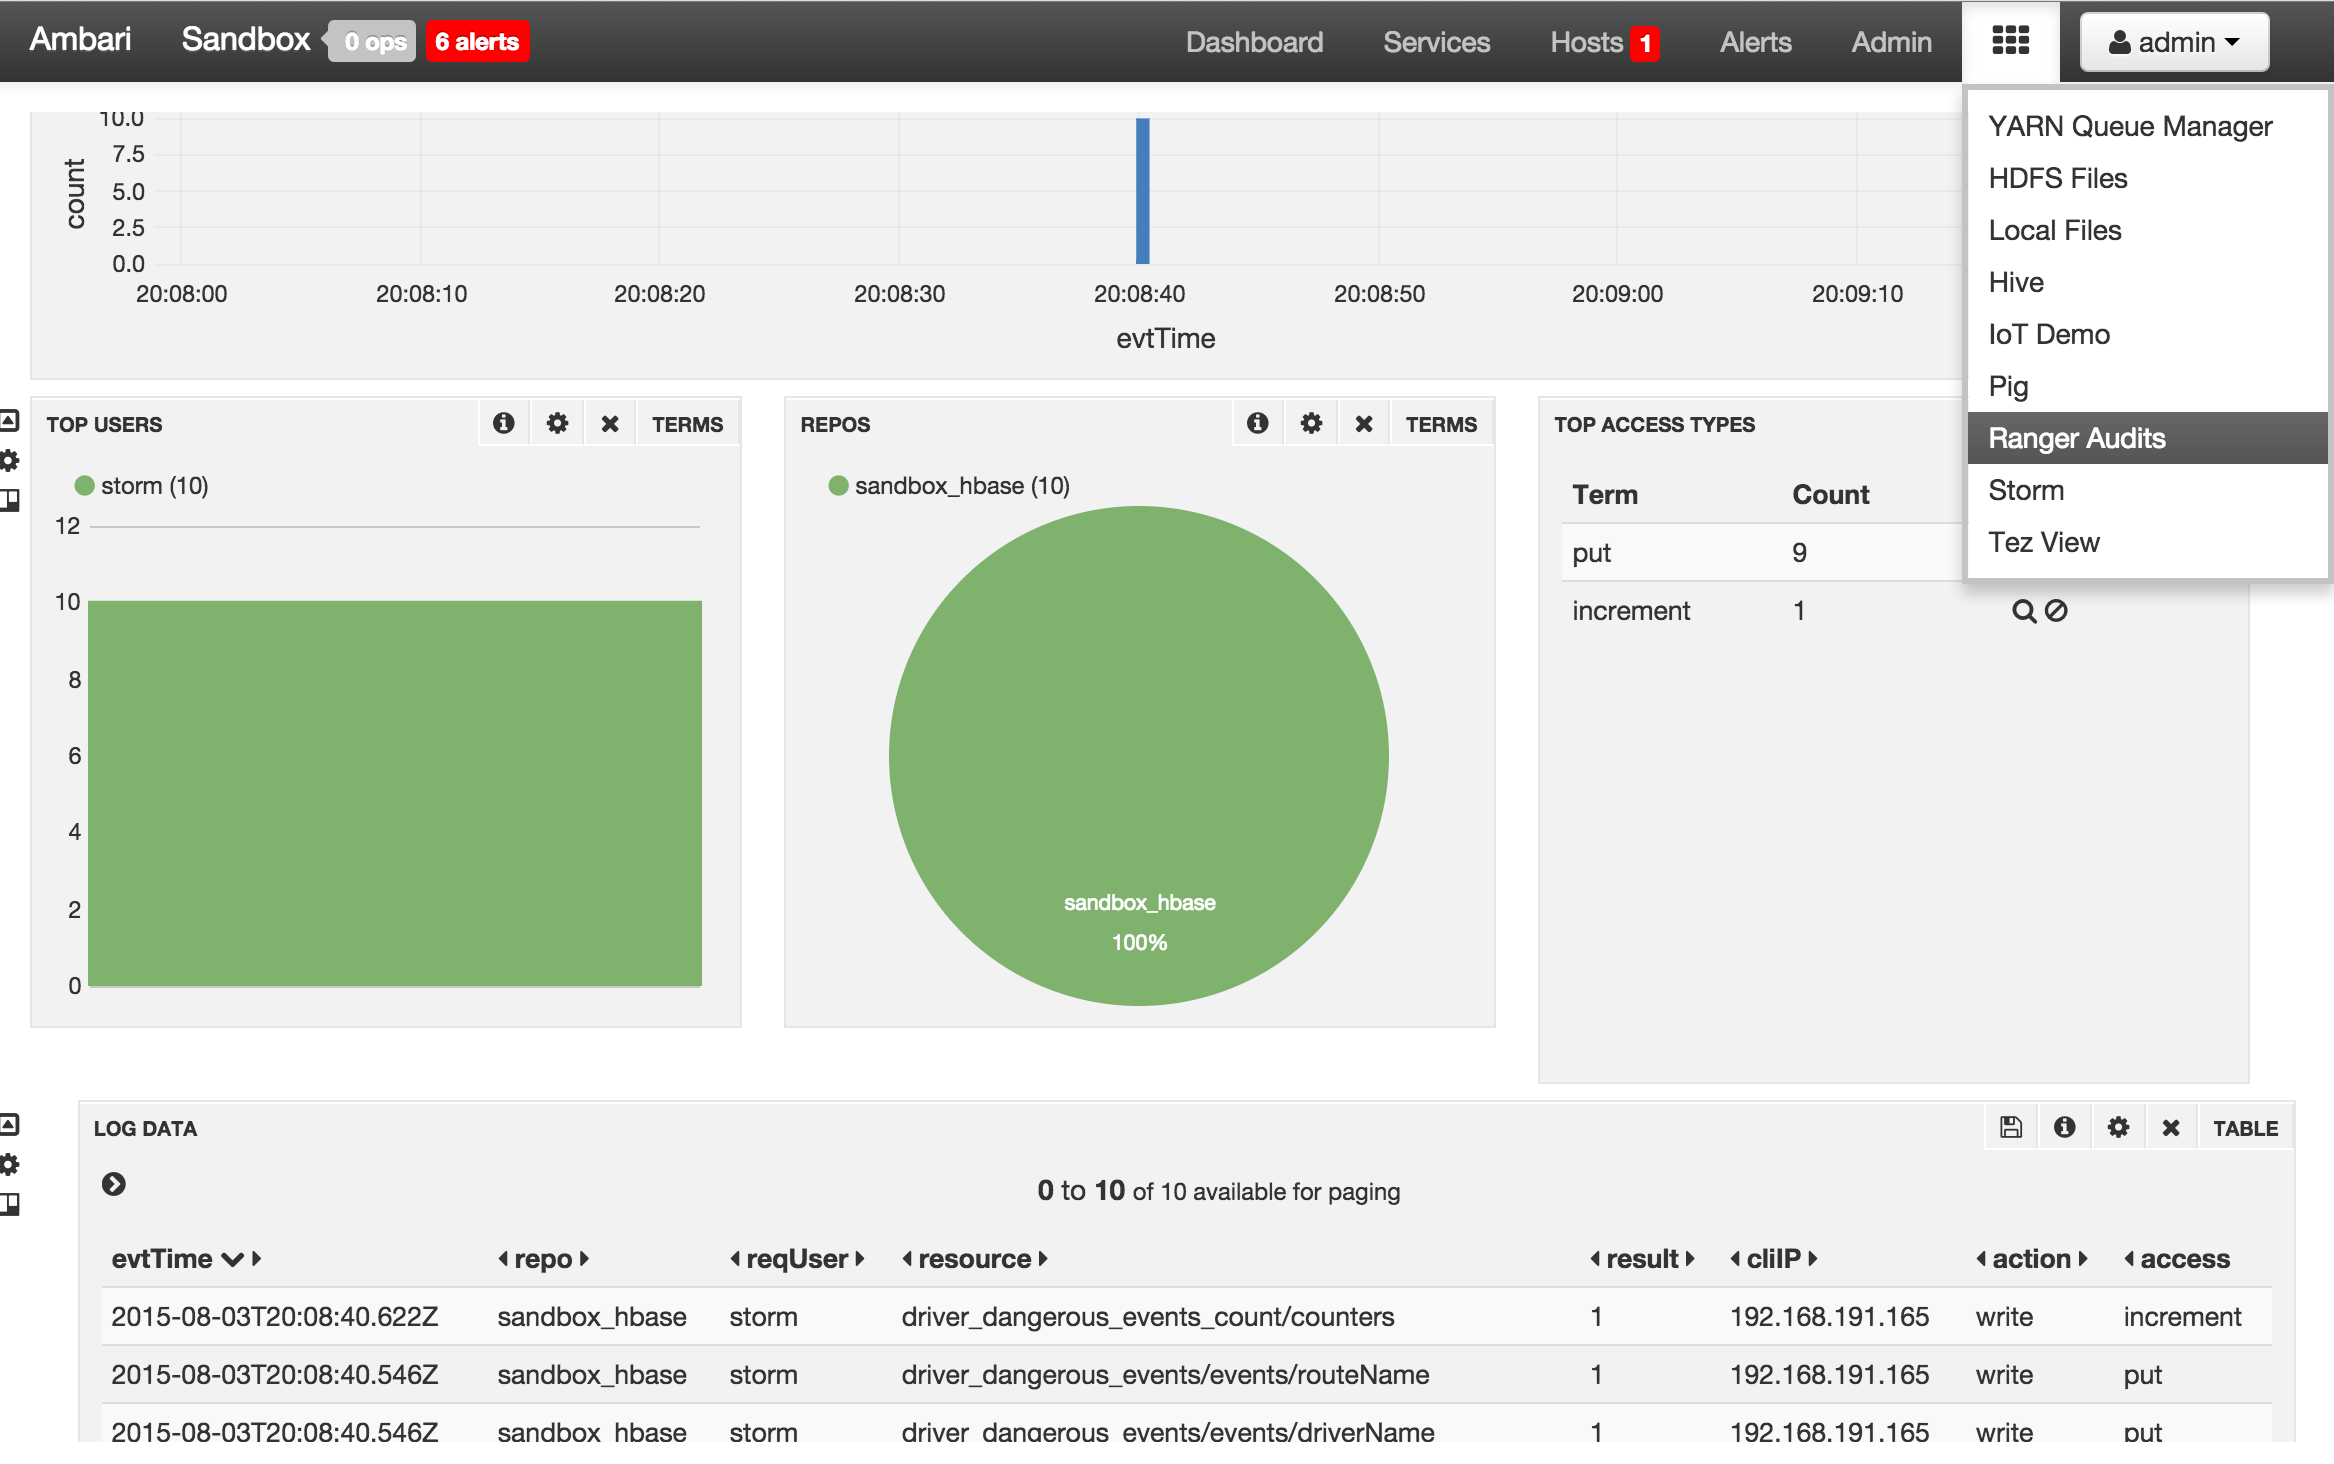 Ambari Sandbox 0 ops 6 alerts Dashboard Services Hosts 1 Alerts Admin admin
YARN Queue Manager
HDFS Files
Local Files
Hive
IoT Demo
Pig
Ranger Audits
Storm
Tez View
count
10.0
7.5
5.0
2.5
0.0
20:08:00 20:08:10 20:08:20 20:08:30 20:08:40 20:08:50 20:09:00 20:09:10
evtTime
TOP USERS TERMS
storm (10)
12
10
8
6
4
2
0
REPOS TERMS
sandbox_hbase (10)
sandbox_hbase
100%
TOP ACCESS TYPES
Term Count
put 9
increment 1
LOG DATA TABLE
0 to 10 of 10 available for paging
evtTime repo reqUser resource result cliIP action access
2015-08-03T20:08:40.622Z sandbox_hbase storm driver_dangerous_events_count/counters 1 192.168.191.165 write increment
2015-08-03T20:08:40.546Z sandbox_hbase storm driver_dangerous_events/events/routeName 1 192.168.191.165 write put
2015-08-03T20:08:40.546Z sandbox_hbase storm driver_dangerous_events/events/driverName 1 192.168.191.165 write put